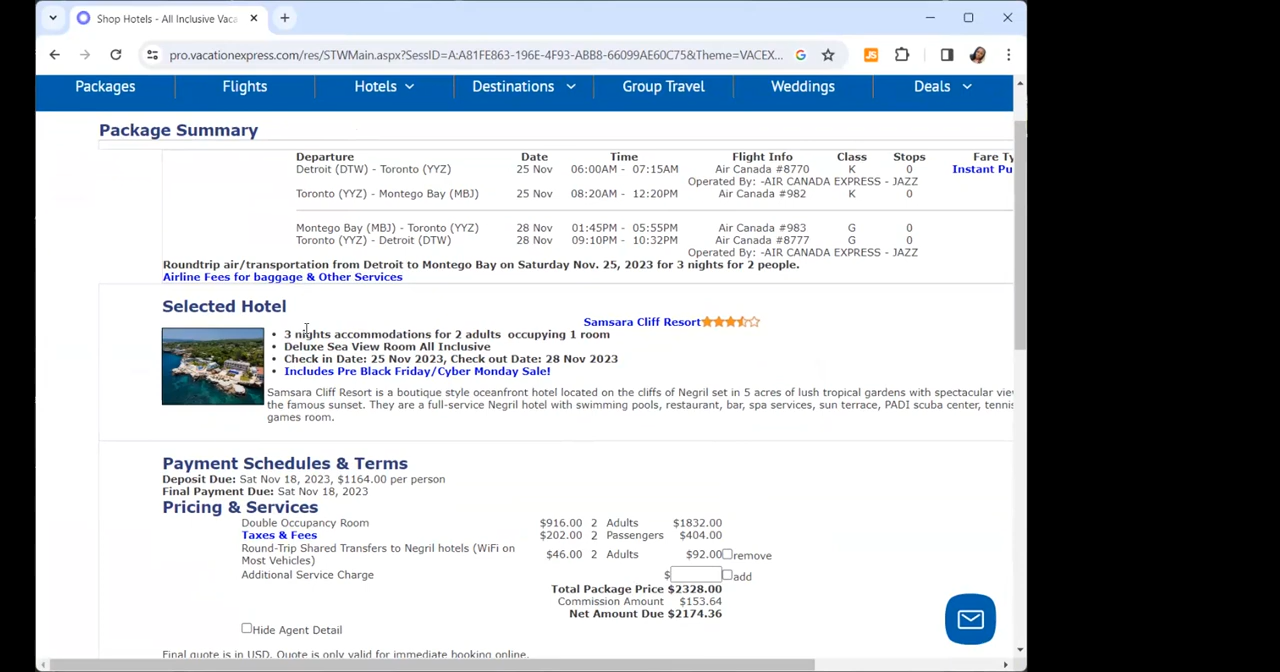 Shop Hotels - All Inclusive Vaca
pro.vacationexpress.com/res/STWMain.aspx?SessID=A:A81FE863-196E-4F93-ABB8-66099AE60C75&Theme=VACEX...
JS
Packages Flights Hotels Destinations Group Travel Weddings Deals
Package Summary
Departure Date Time Flight Info Class Stops Fare Ty
Detroit (DTW) - Toronto (YYZ) 25 Nov 06:00AM - 07:15AM Air Canada #8770 K 0 Instant Pu
Operated By: -AIR CANADA EXPRESS - JAZZ
Toronto (YYZ) - Montego Bay (MBJ) 25 Nov 08:20AM - 12:20PM Air Canada #982 K 0
Montego Bay (MBJ) - Toronto (YYZ) 28 Nov 01:45PM - 05:55PM Air Canada #983 G 0
Toronto (YYZ) - Detroit (DTW) 28 Nov 09:10PM - 10:32PM Air Canada #8777 G 0
Operated By: -AIR CANADA EXPRESS - JAZZ
Roundtrip air/transportation from Detroit to Montego Bay on Saturday Nov. 25, 2023 for 3 nights for 2 people.
Airline Fees for baggage & Other Services
Selected Hotel
Samsara Cliff Resort
• 3 nights accommodations for 2 adults occupying 1 room
• Deluxe Sea View Room All Inclusive
• Check in Date: 25 Nov 2023, Check out Date: 28 Nov 2023
• Includes Pre Black Friday/Cyber Monday Sale!
Samsara Cliff Resort is a boutique style oceanfront hotel located on the cliffs of Negril set in 5 acres of lush tropical gardens with spectacular vie
the famous sunset. They are a full-service Negril hotel with swimming pools, restaurant, bar, spa services, sun terrace, PADI scuba center, tennis
games room.
Payment Schedules & Terms
Deposit Due: Sat Nov 18, 2023, $1164.00 per person
Final Payment Due: Sat Nov 18, 2023
Pricing & Services
Double Occupancy Room $916.00 2 Adults $1832.00
Taxes & Fees $202.00 2 Passengers $404.00
Round-Trip Shared Transfers to Negril hotels (WiFi on
Most Vehicles) $46.00 2 Adults $92.00 remove
Additional Service Charge $ add
Total Package Price $2328.00
Commission Amount $153.64
Net Amount Due $2174.36
Hide Agent Detail
Final quote is in USD. Quote is only valid for immediate booking online.